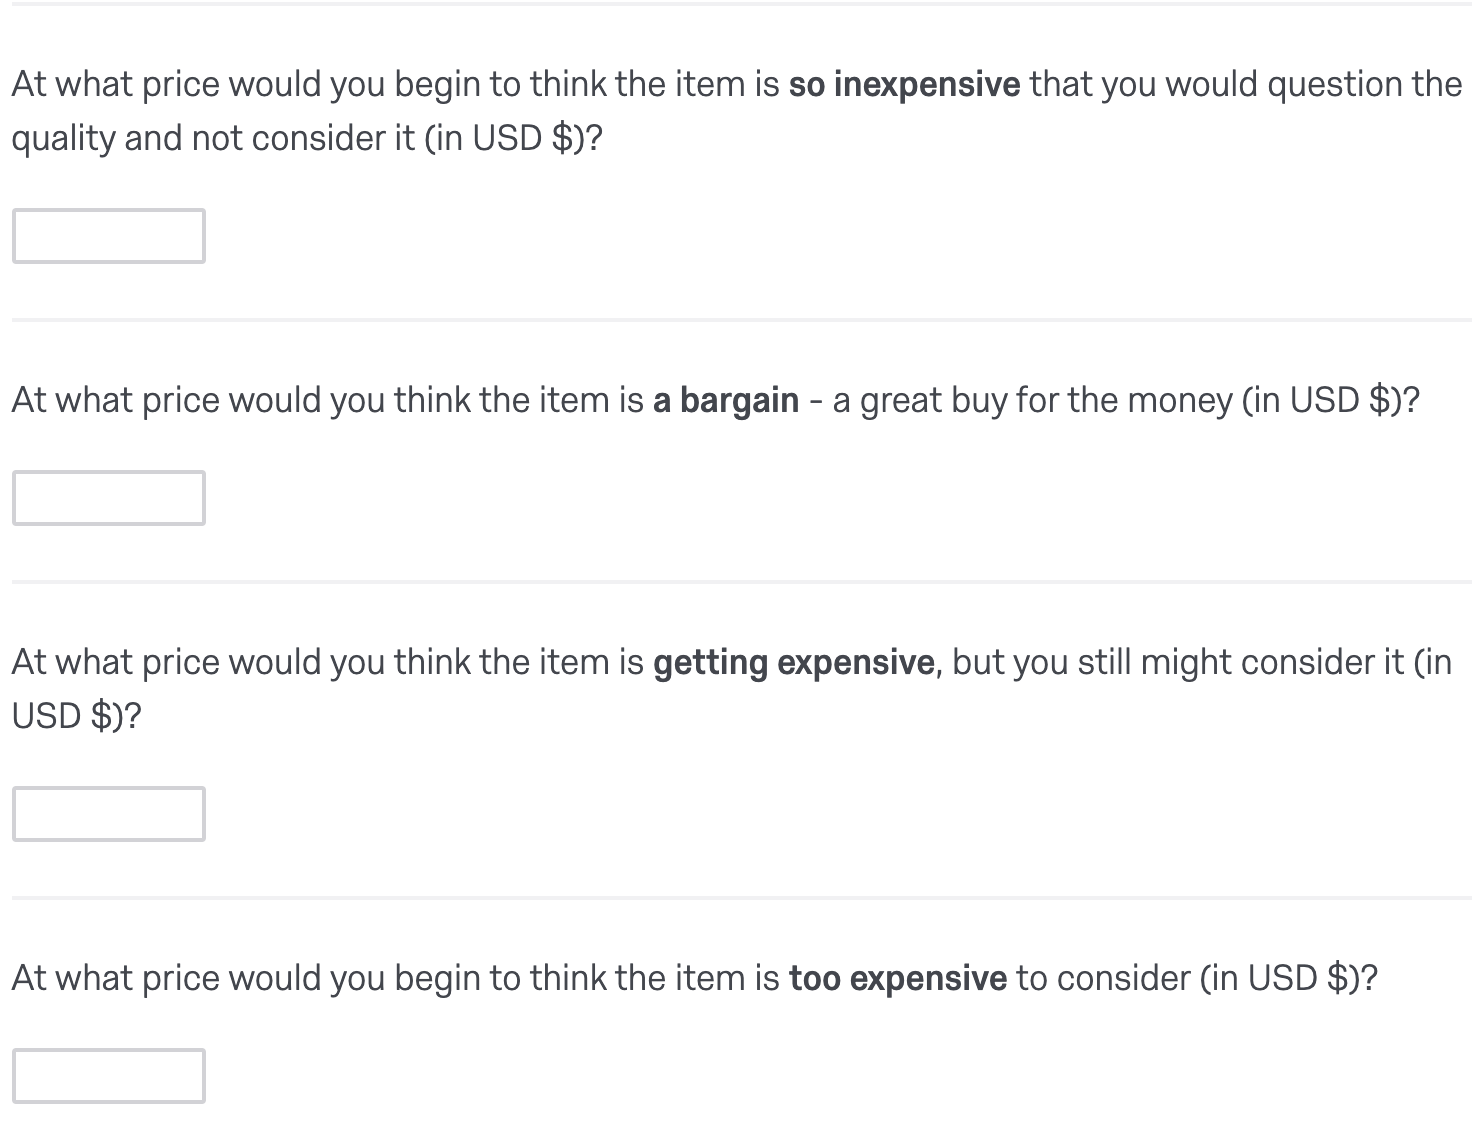 At what price would you begin to think the item is so inexpensive that you would question the
quality and not consider it (in USD $)?
At what price would you think the item is a bargain - a great buy for the money (in USD $)?
At what price would you think the item is getting expensive, but you still might consider it (in
USD $)?
At what price would you begin to think the item is too expensive to consider (in USD $)?